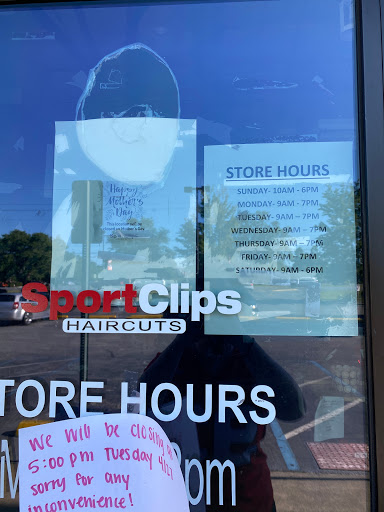 Happy
Mother's
Day
STORE HOURS
SUNDAY- 10AM - 6PM
MONDAY- 9AM - 7PM
TUESDAY- 9AM - 7PM
WEDNESDAY- 9AM - 7PM
THURSDAY- 9AM - 7PM
FRIDAY- 9AM - 7PM
SATURDAY- 9AM - 6PM
SportClips
HAIRCUTS
STORE HOURS
pm
We will be closing
5:00 pm Tuesday
sorry for any
inconvenience!